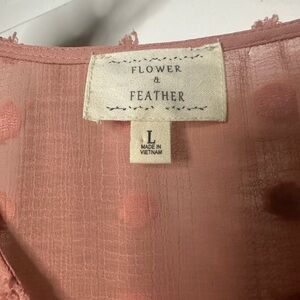 FLOWER
&
FEATHER
L
MADE IN
VIETNAM